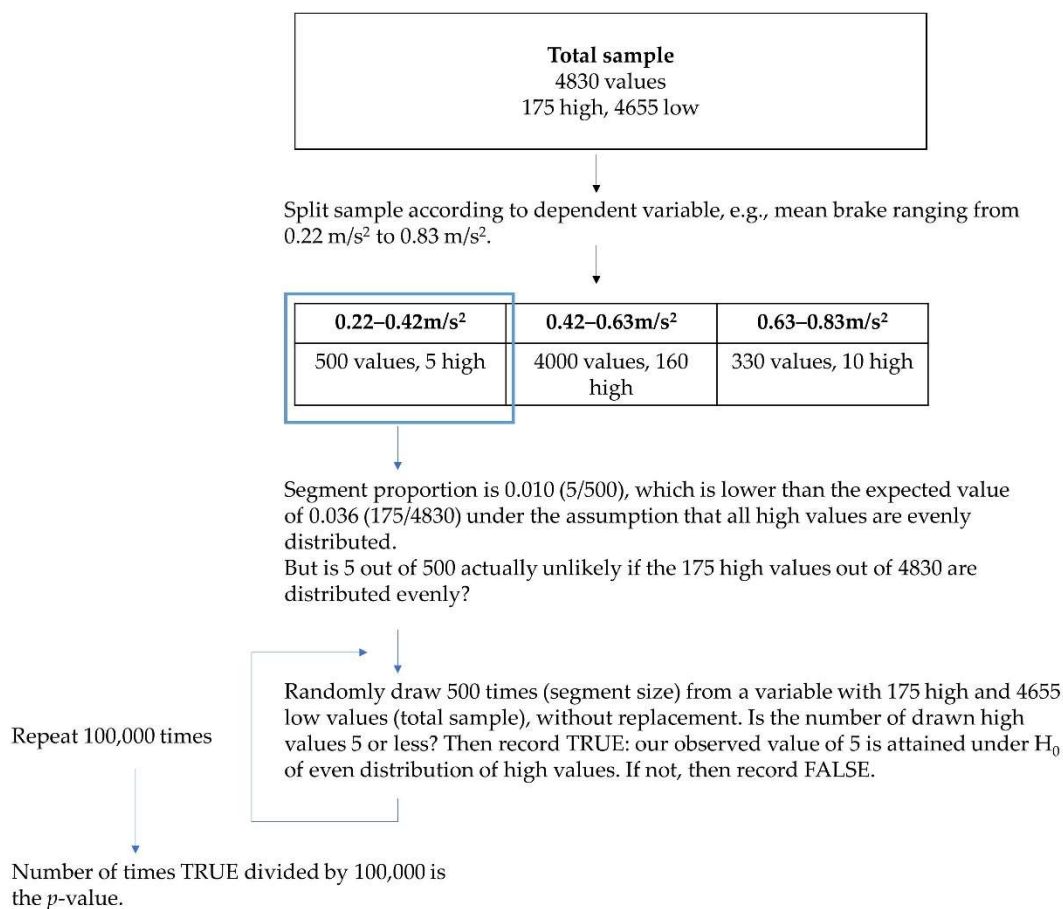 Total sample
4830 values
175 high, 4655 low
Split sample according to dependent variable, e.g., mean brake ranging from
0.22 m/s² to 0.83 m/s².
0.22–0.42m/s²
0.42–0.63m/s²
0.63–0.83m/s²
500 values, 5 high
4000 values, 160
high
330 values, 10 high
Segment proportion is 0.010 (5/500), which is lower than the expected value
of 0.036 (175/4830) under the assumption that all high values are evenly
distributed.
But is 5 out of 500 actually unlikely if the 175 high values out of 4830 are
distributed evenly?
Randomly draw 500 times (segment size) from a variable with 175 high and 4655
low values (total sample), without replacement. Is the number of drawn high
values 5 or less? Then record TRUE: our observed value of 5 is attained under H₀
of even distribution of high values. If not, then record FALSE.
Repeat 100,000 times
Number of times TRUE divided by 100,000 is
the p-value.